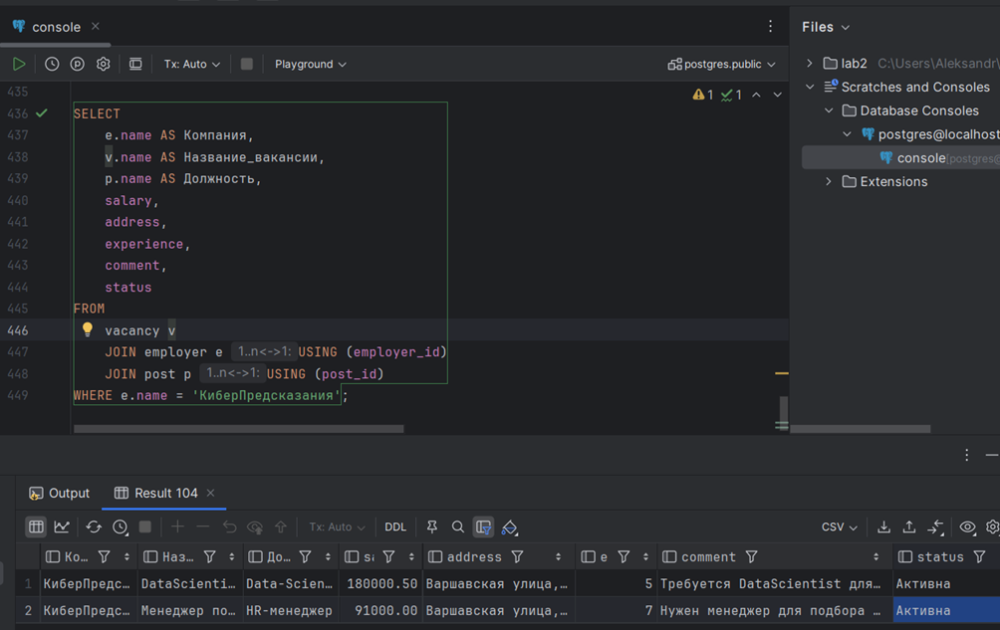 console
Files
Tx: Auto
Playground
postgres.public
lab2 C:\Users\Aleksandr\
Scratches and Consoles
Database Consoles
postgres@localhost
console [postgres@
Extensions
1 1
435
436 SELECT
437 e.name AS Компания,
438 v.name AS Название_вакансии,
439 p.name AS Должность,
440 salary,
441 address,
442 experience,
443 comment,
444 status
445 FROM
446 vacancy v
447 JOIN employer e 1..n<->1: USING (employer_id)
448 JOIN post p 1..n<->1: USING (post_id)
449 WHERE e.name = 'КиберПредсказания';
Output
Result 104
Tx: Auto
DDL
CSV
Ко… Наз… До… sa address e comment status
1 КиберПредс… DataScienti… Data-Scien… 180000.50 Варшавская улица,… 5 Требуется DataScientist для… Активна
2 КиберПредс… Менеджер по… HR-менеджер 91000.00 Варшавская улица,… 7 Нужен менеджер для подбора … Активна